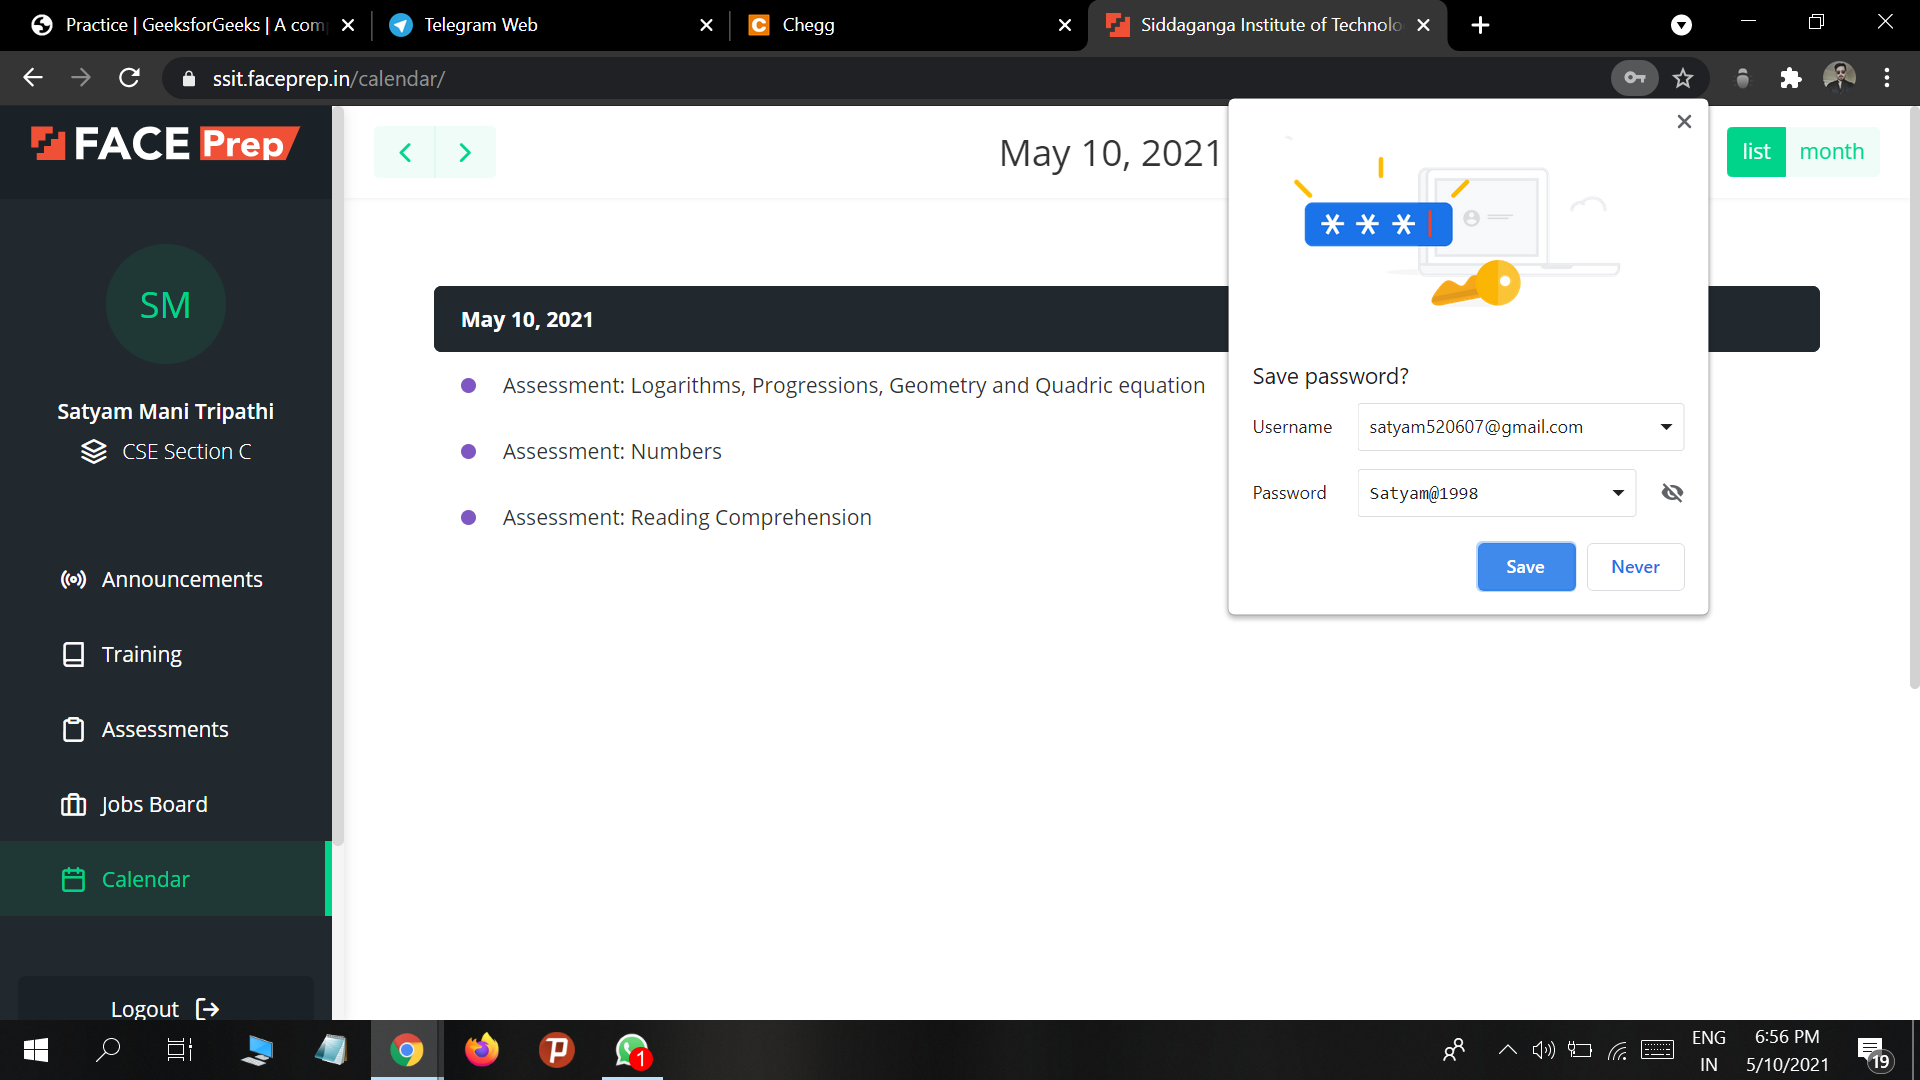 Practice | GeeksforGeeks | A com
Telegram Web
Chegg
Siddaganga Institute of Technolo
ssit.faceprep.in/calendar/
FACE Prep
May 10, 2021
list
month
SM
Satyam Mani Tripathi
CSE Section C
Announcements
Training
Assessments
Jobs Board
Calendar
Logout
May 10, 2021
Assessment: Logarithms, Progressions, Geometry and Quadric equation
Assessment: Numbers
Assessment: Reading Comprehension
***
Save password?
Username
satyam520607@gmail.com
Password
Satyam@1998
Save
Never
1
ENG
IN
6:56 PM
5/10/2021
19